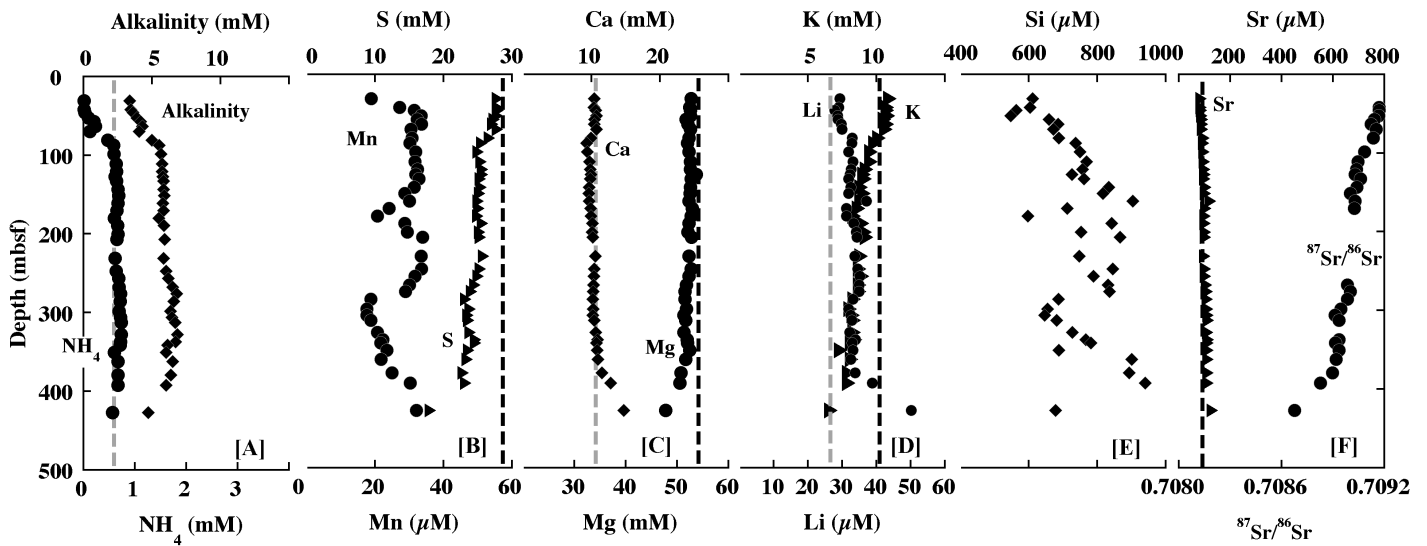 Alkalinity (mM) S (mM) Ca (mM) K (mM) Si (µM) Sr (µM)
0 5 10 0 10 20 30 10 20 5 10 400 600 800 1000 0 200 400 600 800
0
Alkalinity
Mn
Li
K
Sr
Ca
100
200
⁸⁷Sr/⁸⁶Sr
Depth (mbsf)
300
NH₄
S
Mg
400
[A] [B] [C] [D] [E] [F]
500
0 1 2 3 0 20 40 60 30 40 50 60 10 20 30 40 50 60 0.7080 0.7086 0.7092
NH₄ (mM) Mn (µM) Mg (mM) Li (µM) ⁸⁷Sr/⁸⁶Sr